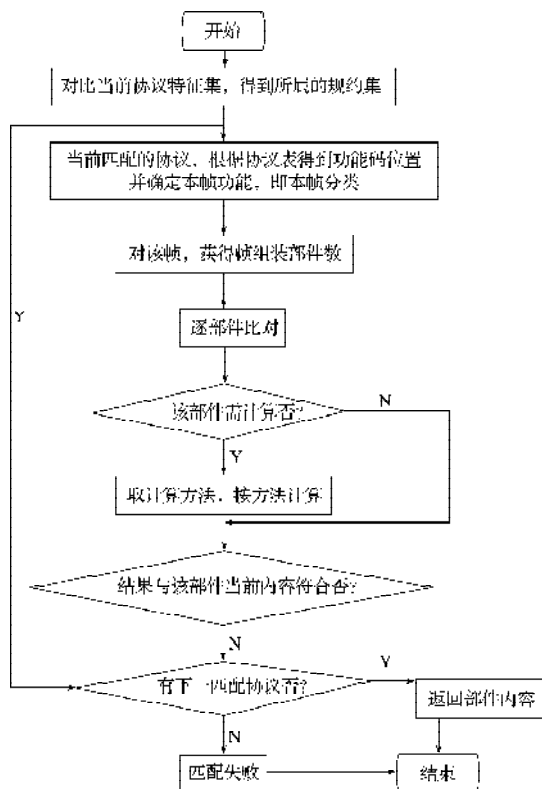 开始
对比当前协议特征集，得到所属的规约集
当前匹配的协议，根据协议表得到功能码位置
并确定本帧功能，即本帧分类
对该帧，获得帧组装部件数
Y
逐部件比对
该部件需计算否?
N
Y
取计算方法，按方法计算
结果与该部件当前内容符合否?
N
有下一匹配协议否?
Y
返回部件内容
N
匹配失败
结束